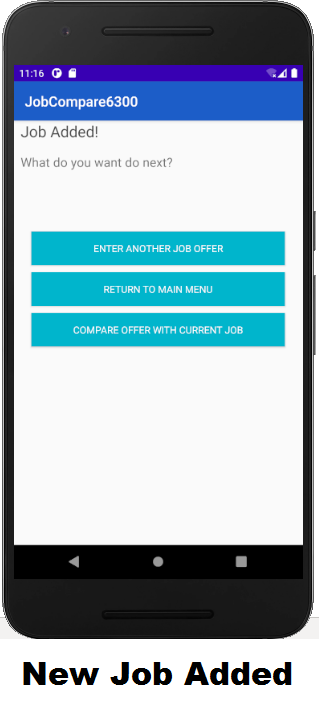 11:16
JobCompare6300
Job Added!
What do you want do next?
ENTER ANOTHER JOB OFFER
RETURN TO MAIN MENU
COMPARE OFFER WITH CURRENT JOB
New Job Added